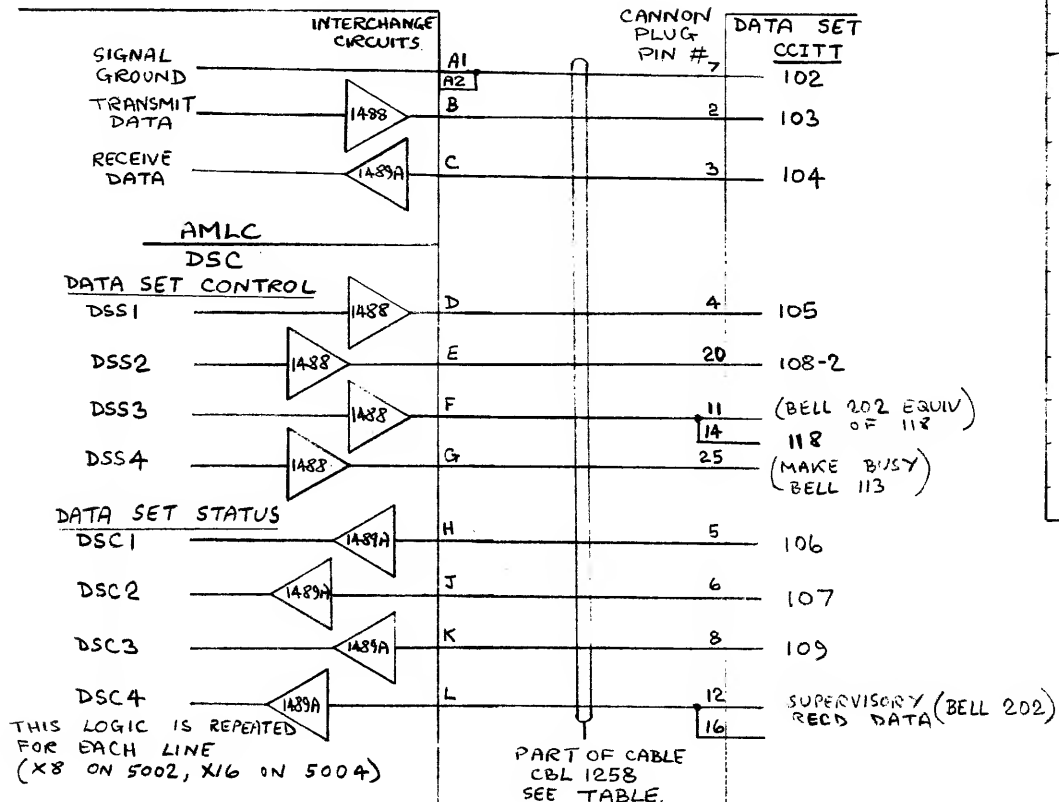 INTERCHANGE CIRCUITS
CANNON PLUG PIN #
DATA SET
CCITT
SIGNAL GROUND A1 7 102
A2
TRANSMIT DATA 1488 B 2 103
RECEIVE DATA 1489A C 3 104
AMLC
DSC
DATA SET CONTROL
DSS1 1488 D 4 105
DSS2 1488 E 20 108-2
DSS3 1488 F 11 (BELL 202 EQUIV OF 118)
14 118
DSS4 1488 G 25 (MAKE BUSY BELL 113)
DATA SET STATUS
DSC1 1489A H 5 106
DSC2 1489A J 6 107
DSC3 1489A K 8 109
DSC4 1489A L 12 SUPERVISORY RECD DATA (BELL 202)
16
THIS LOGIC IS REPEATED
FOR EACH LINE
(X8 ON 5002, X16 ON 5004)
PART OF CABLE
CBL 1258
SEE TABLE.